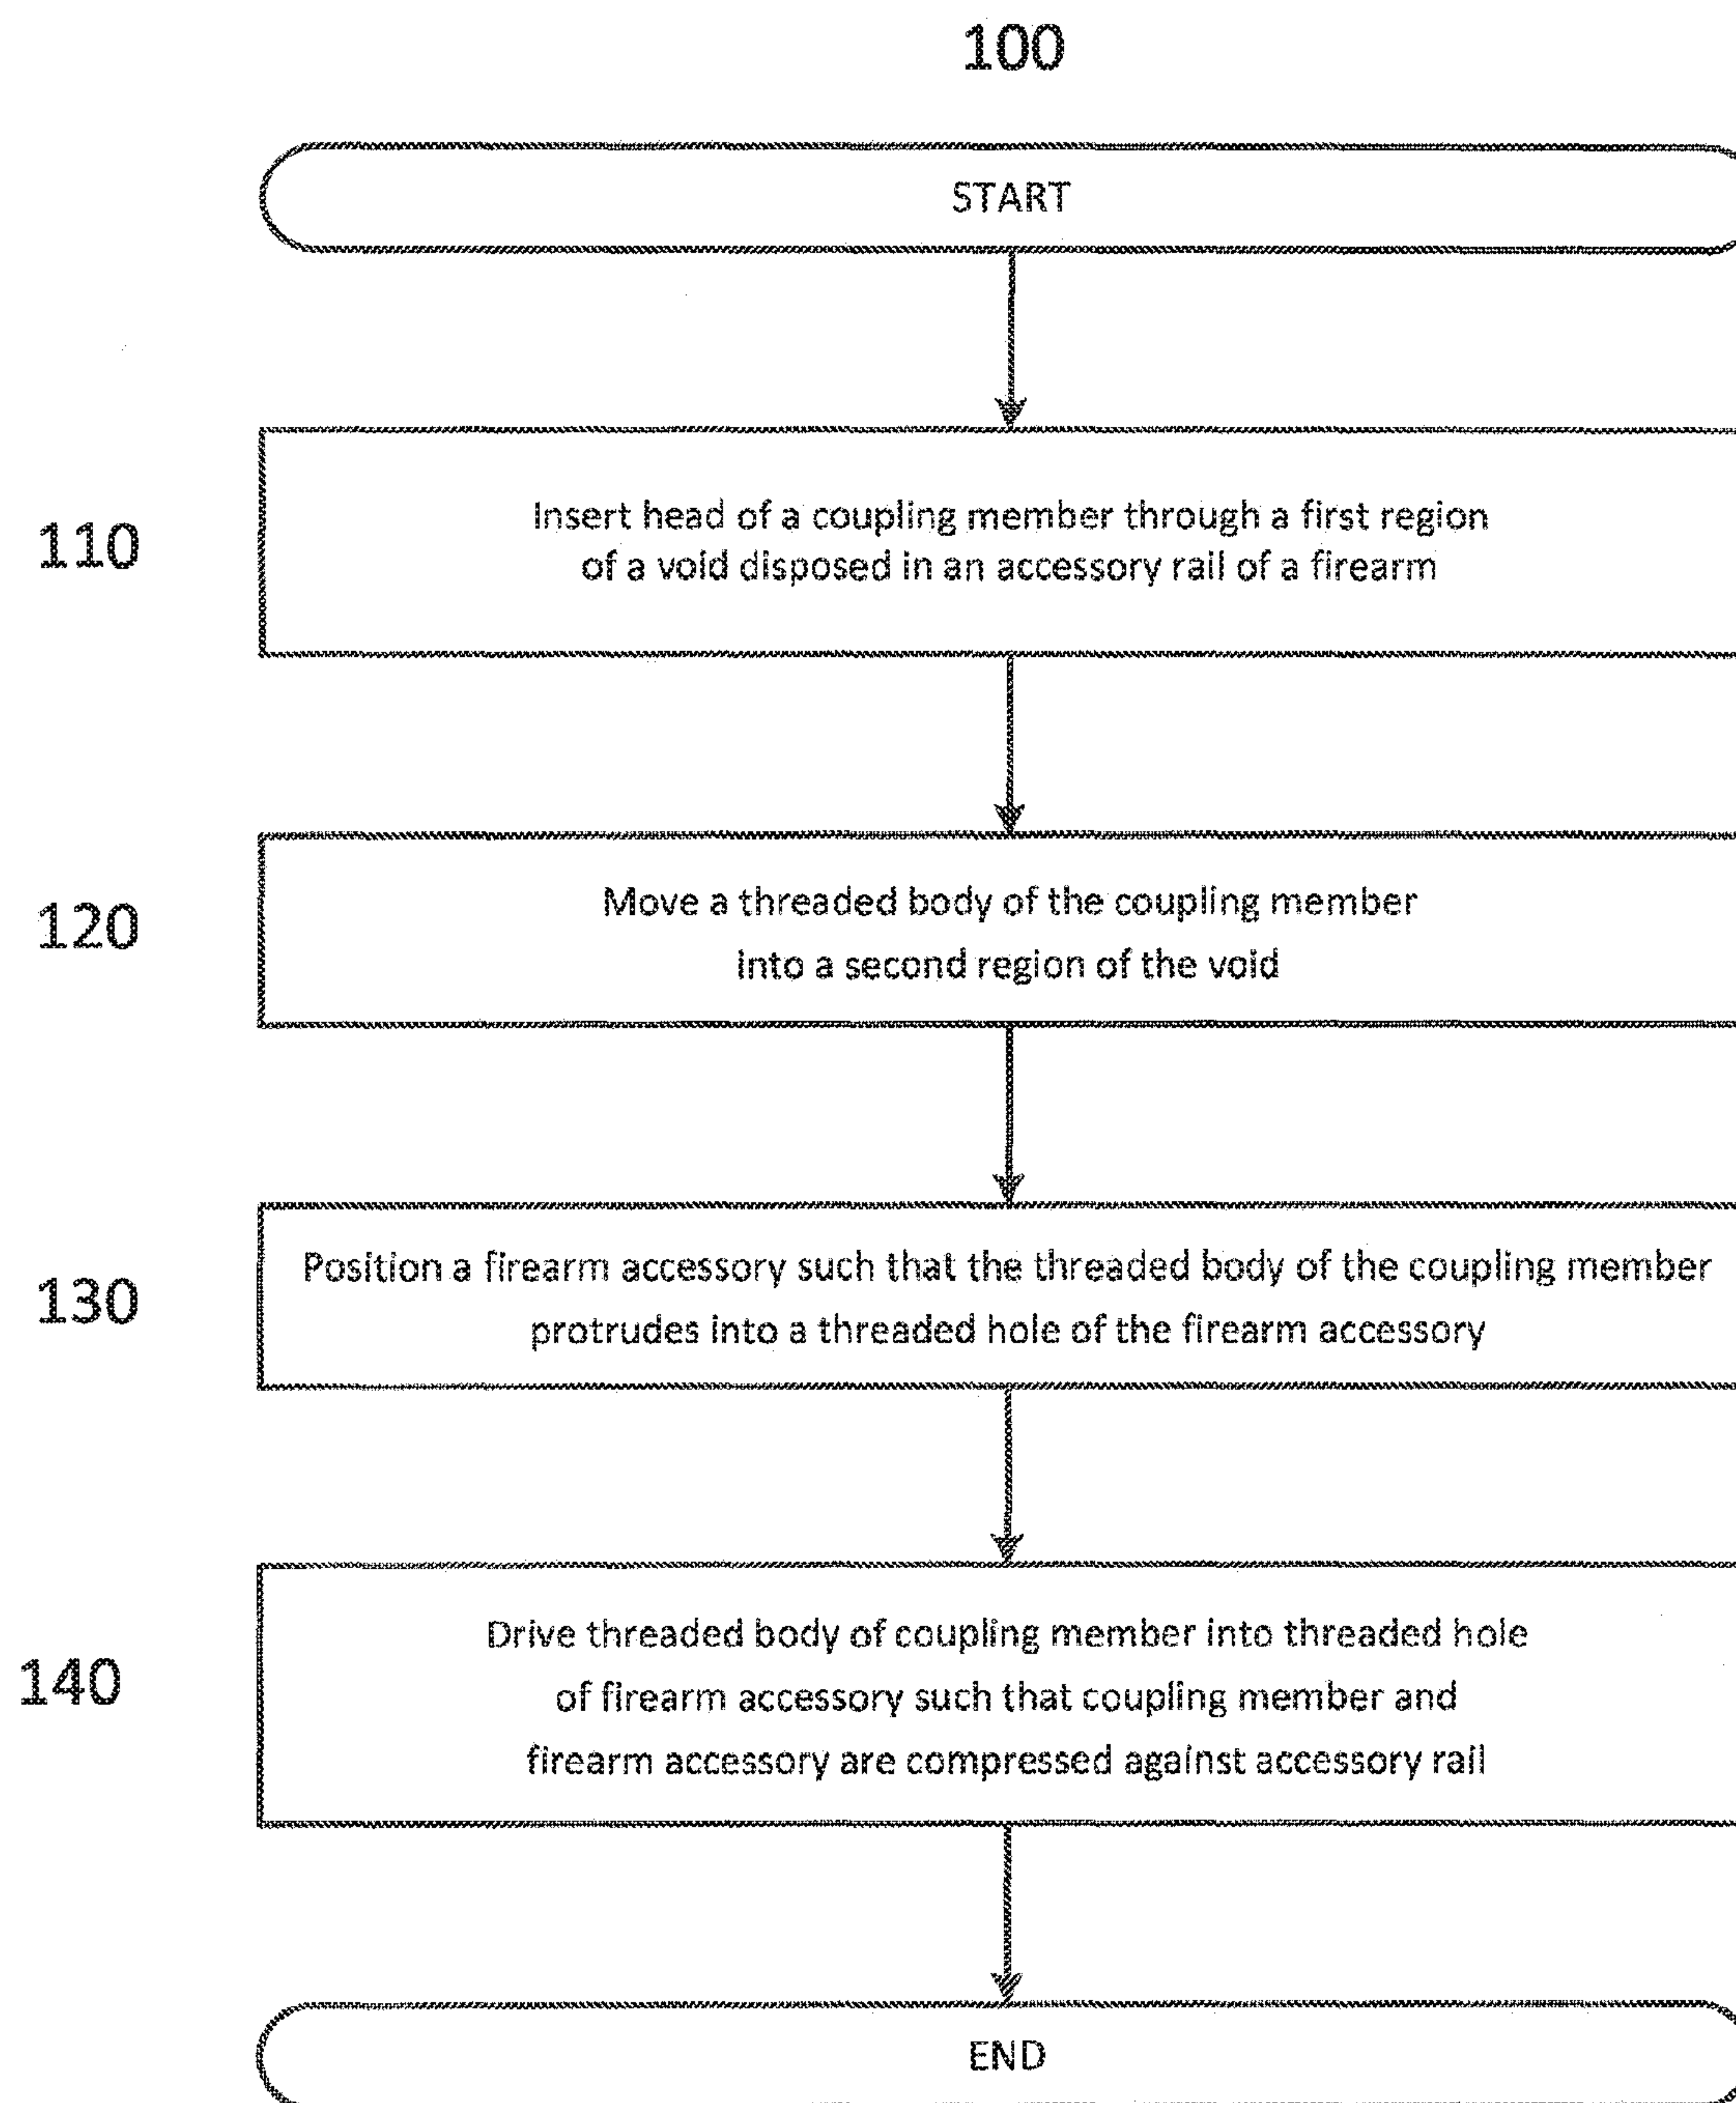 100
START
110
Insert head of a coupling member through a first region
of a void disposed in an accessory rail of a firearm
120
Move a threaded body of the coupling member
into a second region of the void
130
Position a firearm accessory such that the threaded body of the coupling member
protrudes into a threaded hole of the firearm accessory
140
Drive threaded body of coupling member into threaded hole
of firearm accessory such that coupling member and
firearm accessory are compressed against accessory rail
END